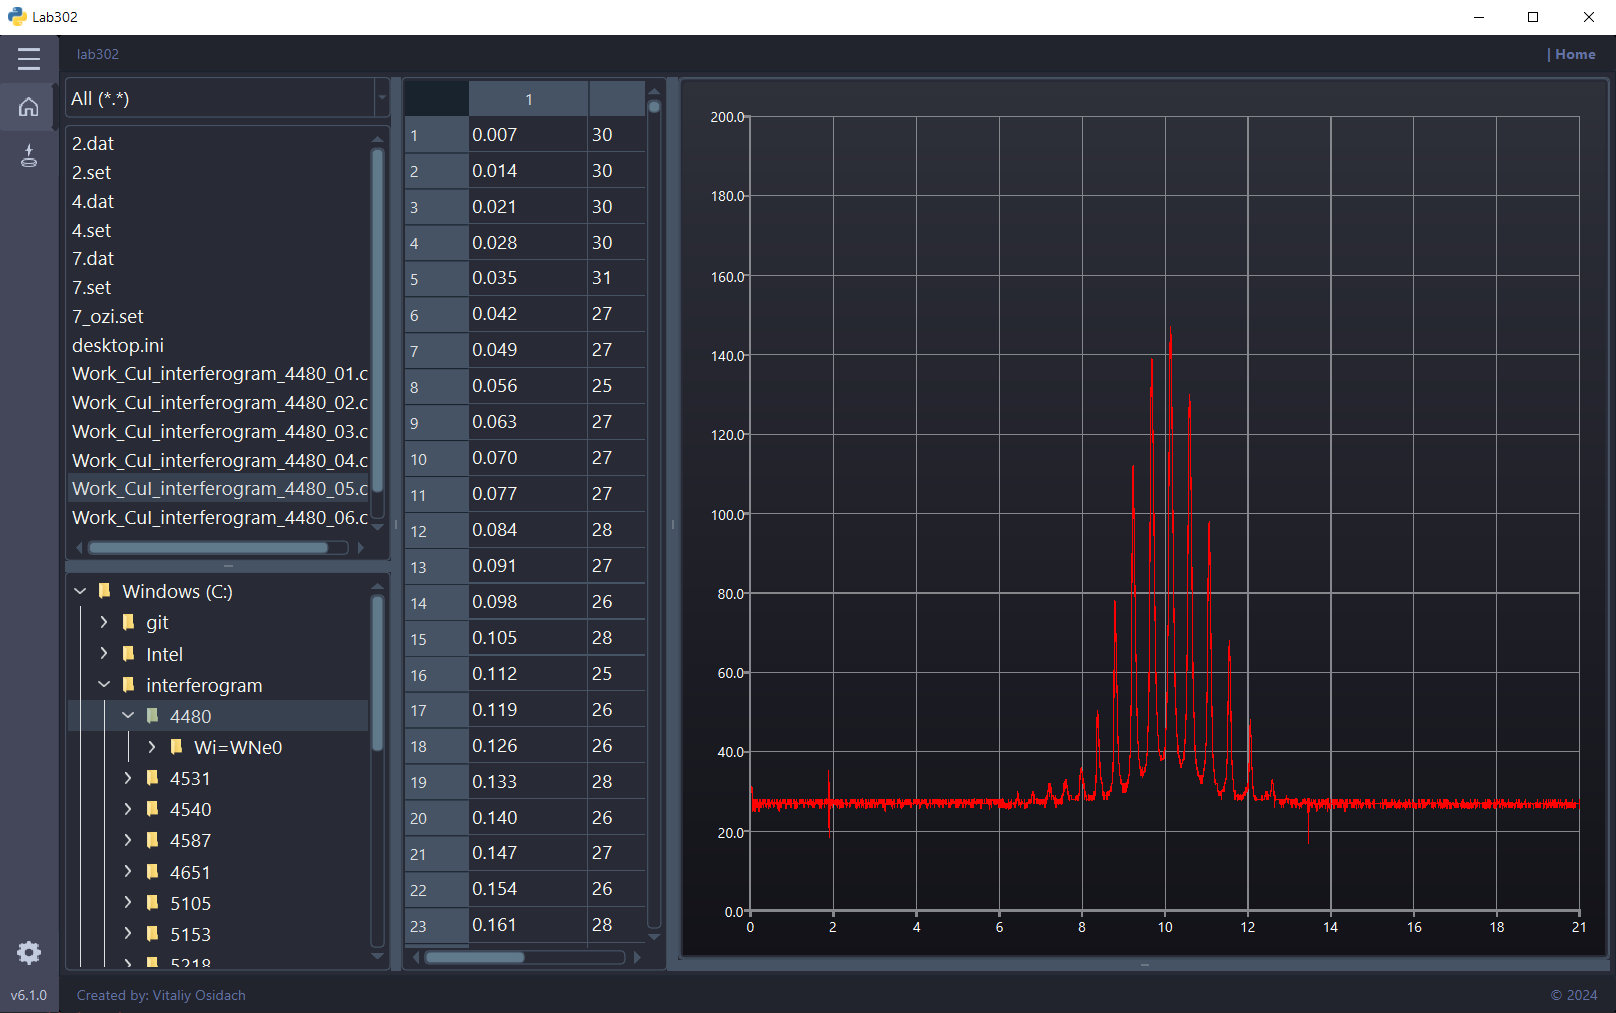 Lab302
lab302
| Home
All (*.*)
2.dat
2.set
4.dat
4.set
7.dat
7.set
7_ozi.set
desktop.ini
Work_CuI_interferogram_4480_01.c
Work_CuI_interferogram_4480_02.c
Work_CuI_interferogram_4480_03.c
Work_CuI_interferogram_4480_04.c
Work_CuI_interferogram_4480_05.c
Work_CuI_interferogram_4480_06.c
Windows (C:)
git
Intel
interferogram
4480
Wi=WNe0
4531
4540
4587
4651
5105
5153
5218
1
1 0.007 30
2 0.014 30
3 0.021 30
4 0.028 30
5 0.035 31
6 0.042 27
7 0.049 27
8 0.056 25
9 0.063 27
10 0.070 27
11 0.077 27
12 0.084 28
13 0.091 27
14 0.098 26
15 0.105 28
16 0.112 25
17 0.119 26
18 0.126 26
19 0.133 28
20 0.140 26
21 0.147 27
22 0.154 26
23 0.161 28
200.0
180.0
160.0
140.0
120.0
100.0
80.0
60.0
40.0
20.0
0.0
0 2 4 6 8 10 12 14 16 18 21
v6.1.0
Created by: Vitaliy Osidach
© 2024